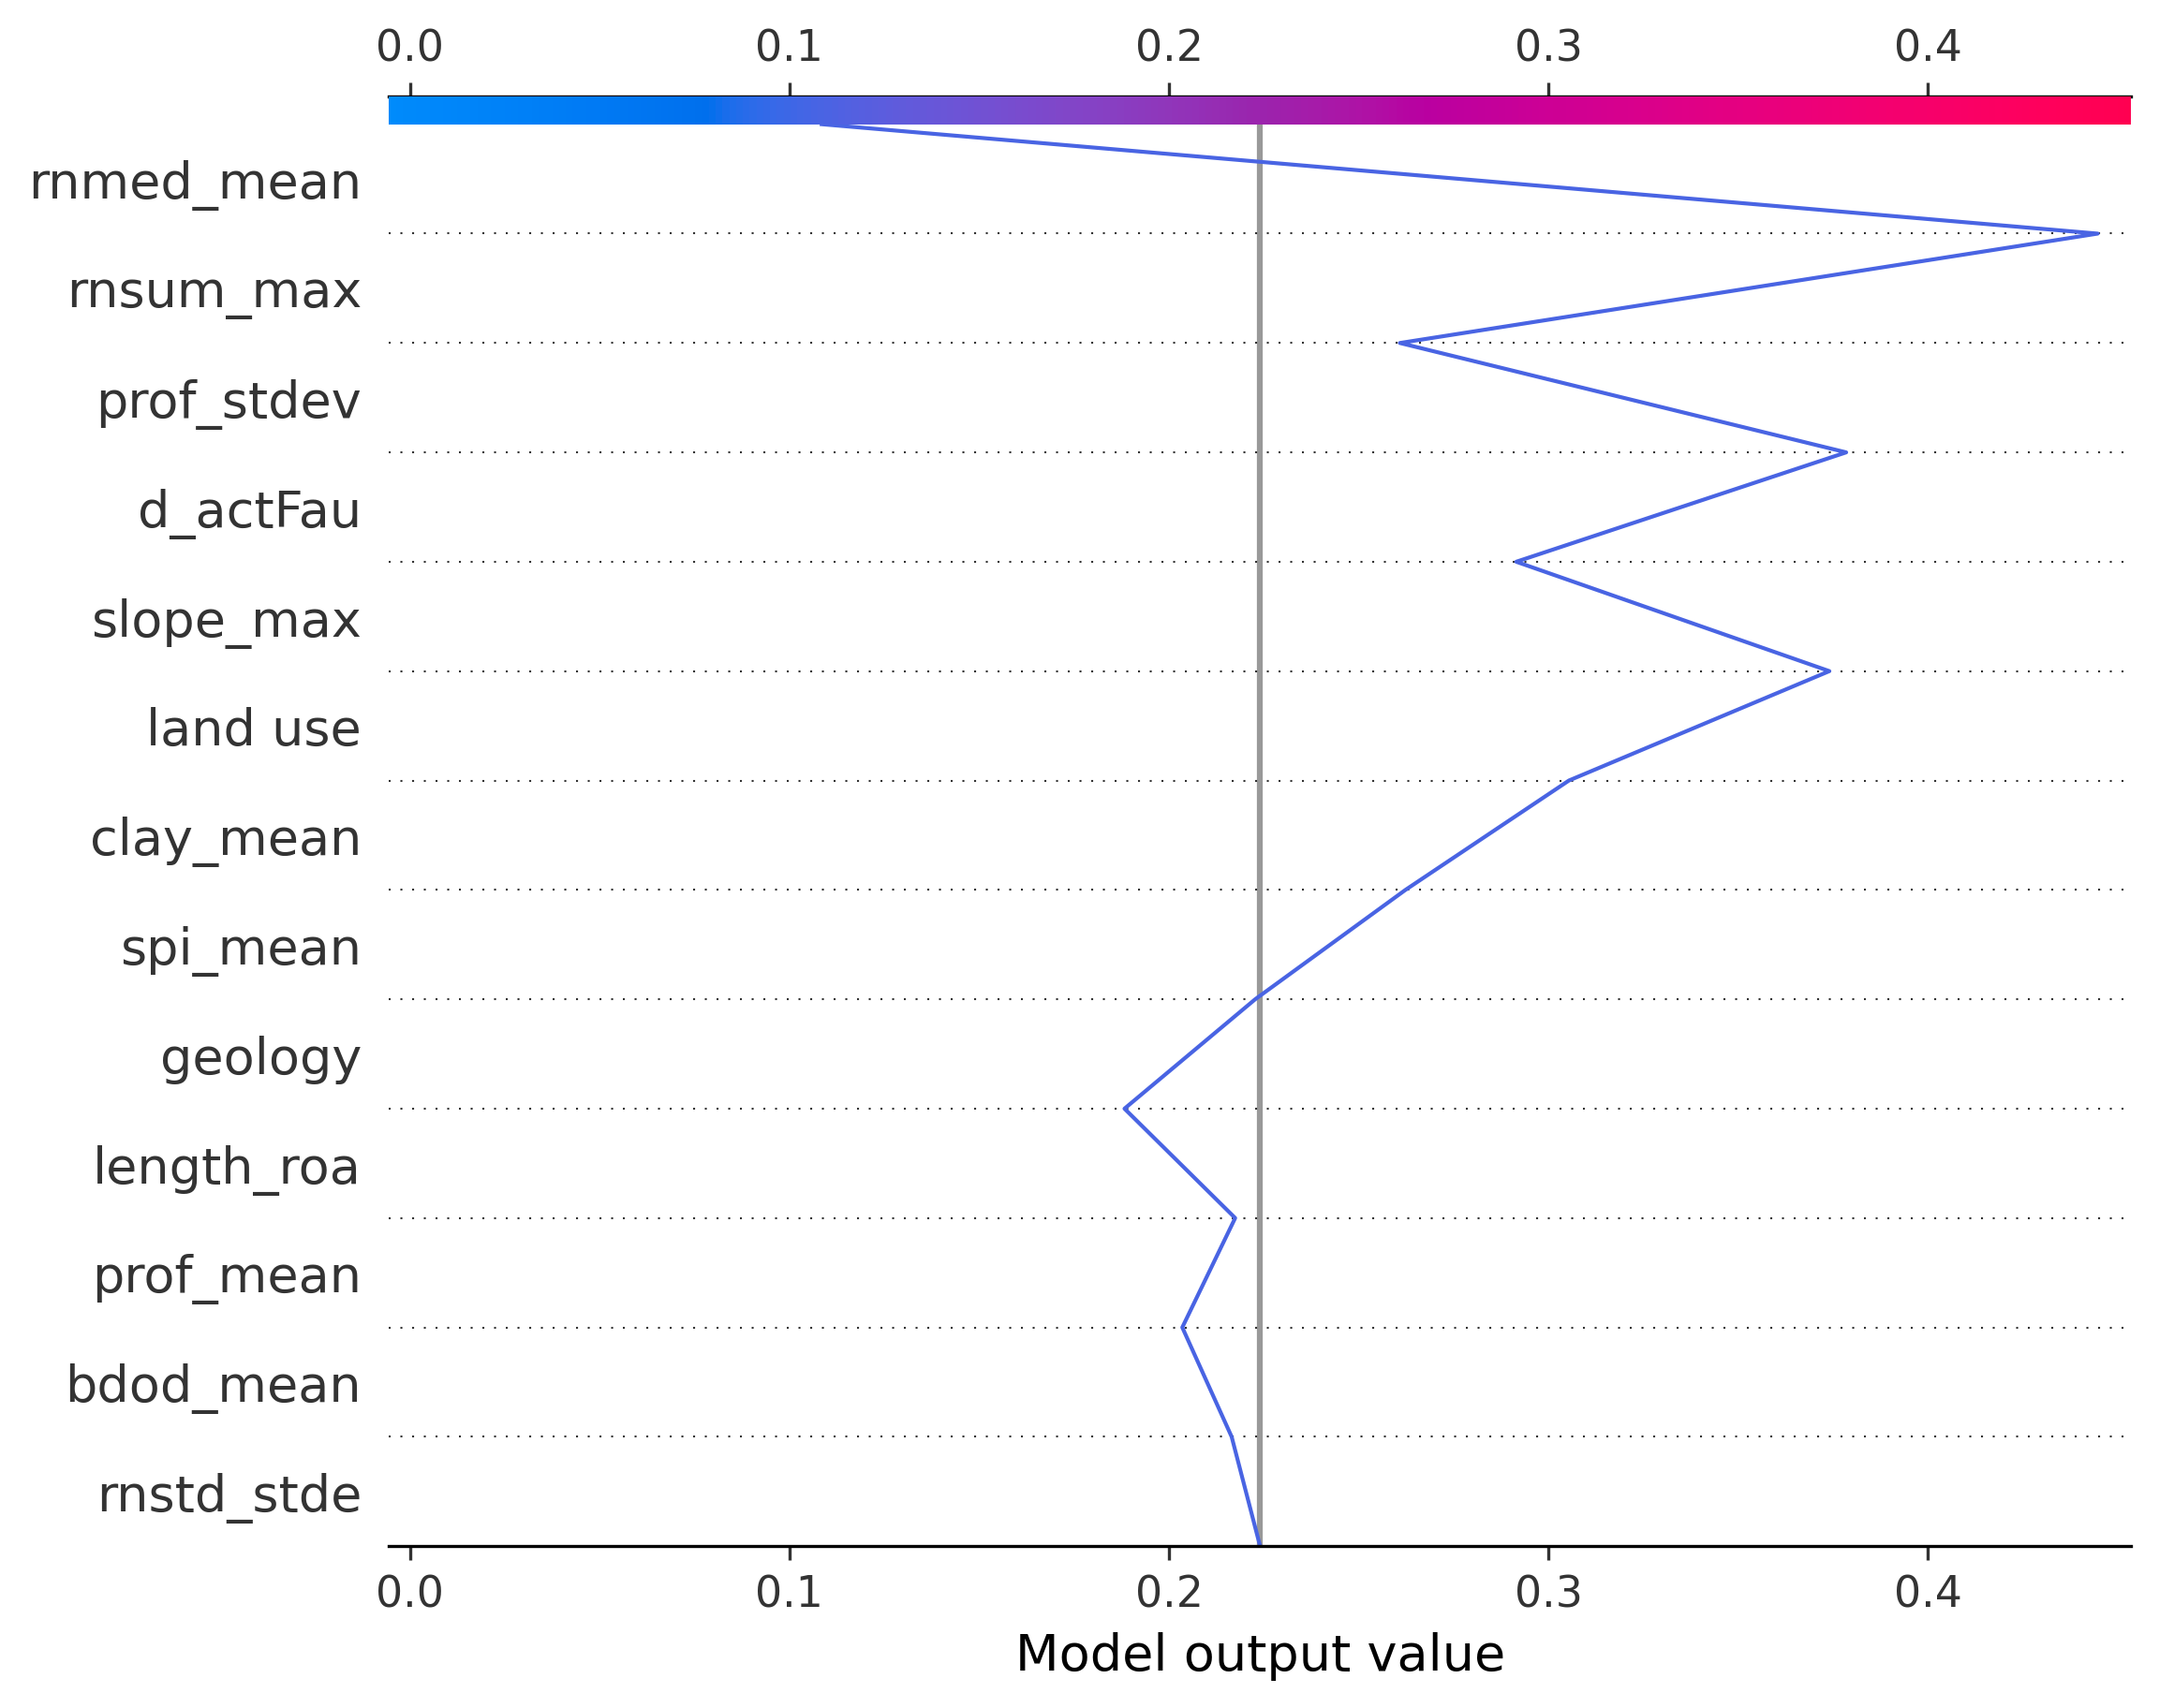 0.0 0.1 0.2 0.3 0.4
rnmed_mean
rnsum_max
prof_stdev
d_actFau
slope_max
land use
clay_mean
spi_mean
geology
length_roa
prof_mean
bdod_mean
rnstd_stde
0.0 0.1 0.2 0.3 0.4
Model output value